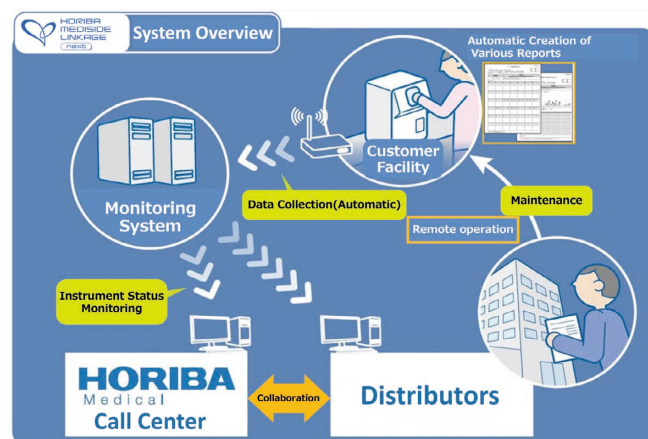 HORIBA
MEDISIDE
LINKAGE
next
System Overview
Automatic Creation of
Various Reports
Customer
Facility
Monitoring
System
Data Collection(Automatic)
Maintenance
Remote operation
Instrument Status
Monitoring
HORIBA
Medical
Call Center
Collaboration
Distributors